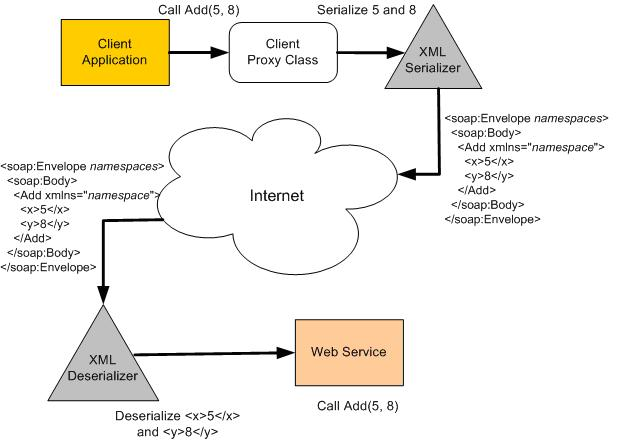 Call Add(5, 8)
Serialize 5 and 8
Client
Application
Client
Proxy Class
XML
Serializer
<soap:Envelope namespaces>
<soap:Body>
<Add xmlns="namespace">
<x>5</x>
<y>8</y>
</Add>
</soap:Body>
</soap:Envelope>
Internet
<soap:Envelope namespaces>
<soap:Body>
<Add xmlns="namespace">
<x>5</x>
<y>8</y>
</Add>
</soap:Body>
</soap:Envelope>
XML
Deserializer
Deserialize <x>5</x>
and <y>8</y>
Web Service
Call Add(5, 8)